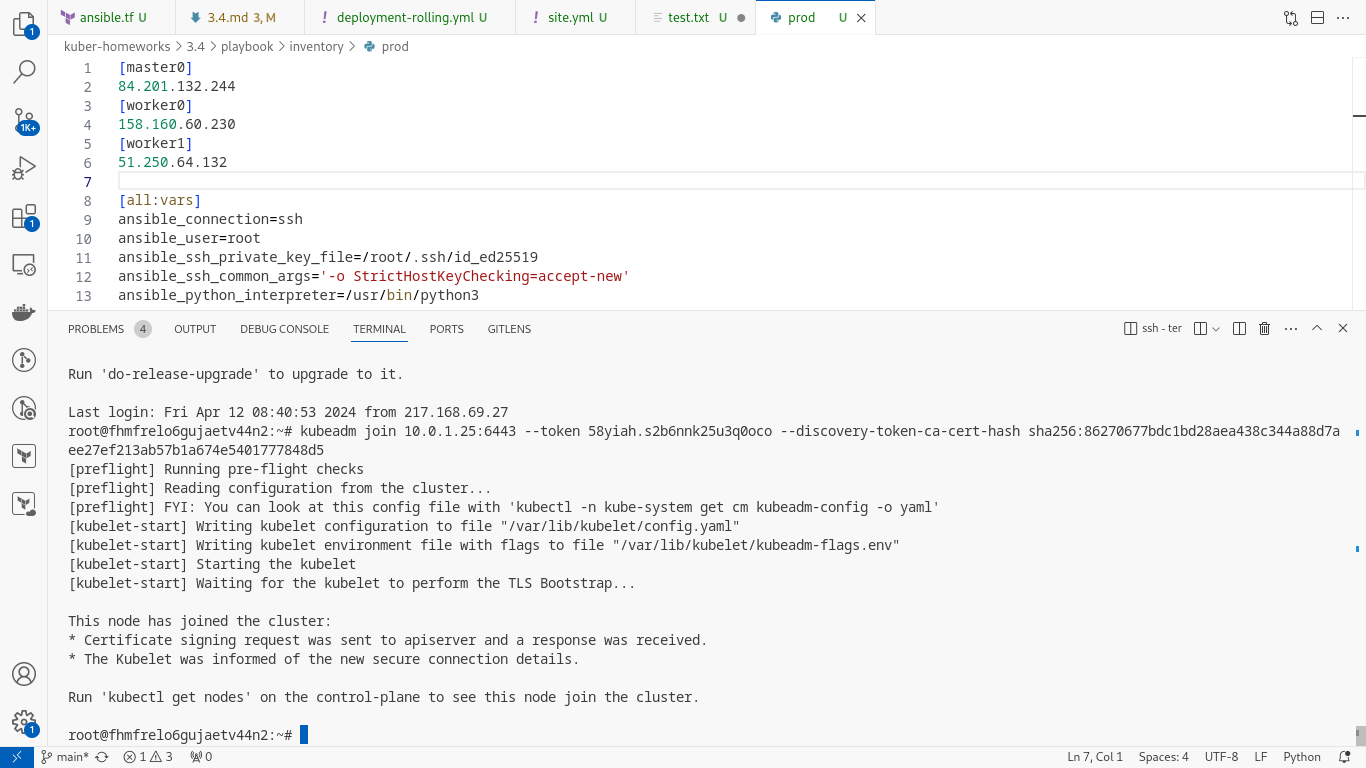 1
ansible.tf U
3.4.md 3, M
! deployment-rolling.yml U
! site.yml U
test.txt U
prod U
kuber-homeworks > 3.4 > playbook > inventory > prod
1 [master0]
2 84.201.132.244
3 [worker0]
4 158.160.60.230
5 [worker1]
6 51.250.64.132
7
8 [all:vars]
9 ansible_connection=ssh
10 ansible_user=root
11 ansible_ssh_private_key_file=/root/.ssh/id_ed25519
12 ansible_ssh_common_args='-o StrictHostKeyChecking=accept-new'
13 ansible_python_interpreter=/usr/bin/python3
1K+
1
1
PROBLEMS 4 OUTPUT DEBUG CONSOLE TERMINAL PORTS GITLENS
ssh - ter
Run 'do-release-upgrade' to upgrade to it.
Last login: Fri Apr 12 08:40:53 2024 from 217.168.69.27
root@fhmfrelo6gujaetv44n2:~# kubeadm join 10.0.1.25:6443 --token 58yiah.s2b6nnk25u3q0oco --discovery-token-ca-cert-hash sha256:86270677bdc1bd28aea438c344a88d7a
ee27ef213ab57b1a674e5401777848d5
[preflight] Running pre-flight checks
[preflight] Reading configuration from the cluster...
[preflight] FYI: You can look at this config file with 'kubectl -n kube-system get cm kubeadm-config -o yaml'
[kubelet-start] Writing kubelet configuration to file "/var/lib/kubelet/config.yaml"
[kubelet-start] Writing kubelet environment file with flags to file "/var/lib/kubelet/kubeadm-flags.env"
[kubelet-start] Starting the kubelet
[kubelet-start] Waiting for the kubelet to perform the TLS Bootstrap...
This node has joined the cluster:
* Certificate signing request was sent to apiserver and a response was received.
* The Kubelet was informed of the new secure connection details.
Run 'kubectl get nodes' on the control-plane to see this node join the cluster.
root@fhmfrelo6gujaetv44n2:~#
main* 1 3 0 Ln 7, Col 1 Spaces: 4 UTF-8 LF Python